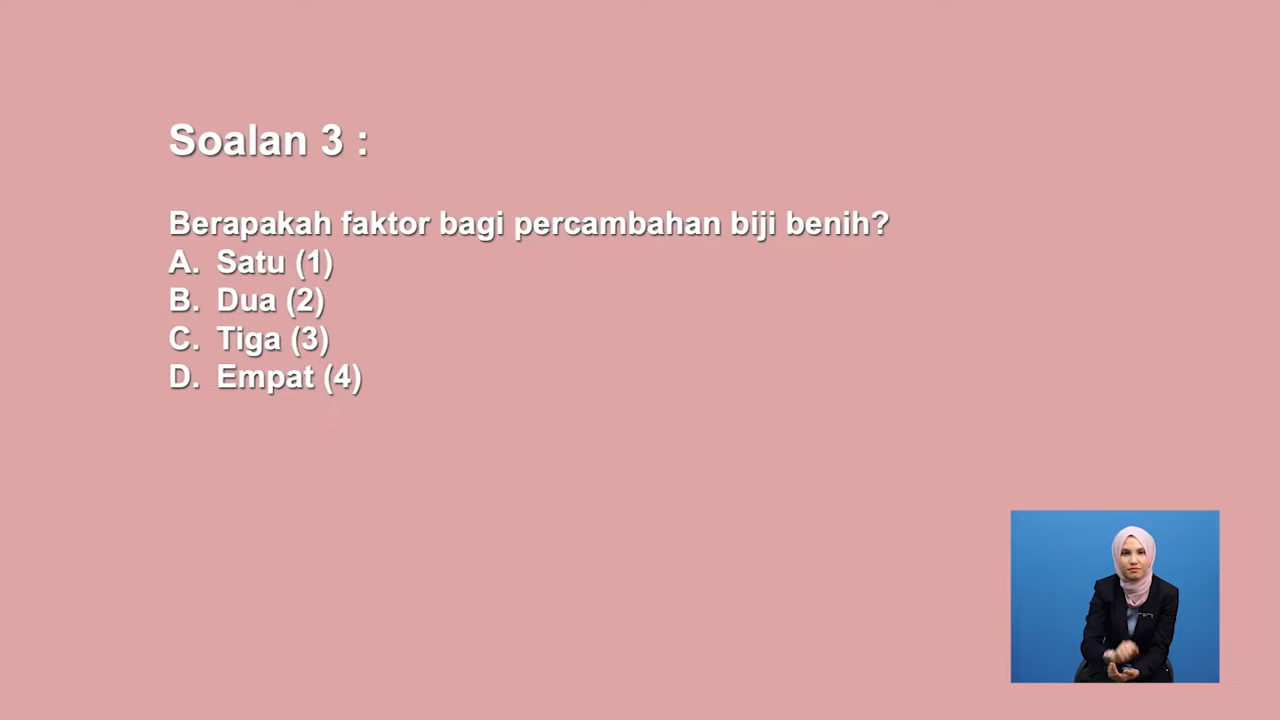 Soalan 3 :
Berapakah faktor bagi percambahan biji benih?
A. Satu (1)
B. Dua (2)
C. Tiga (3)
D. Empat (4)